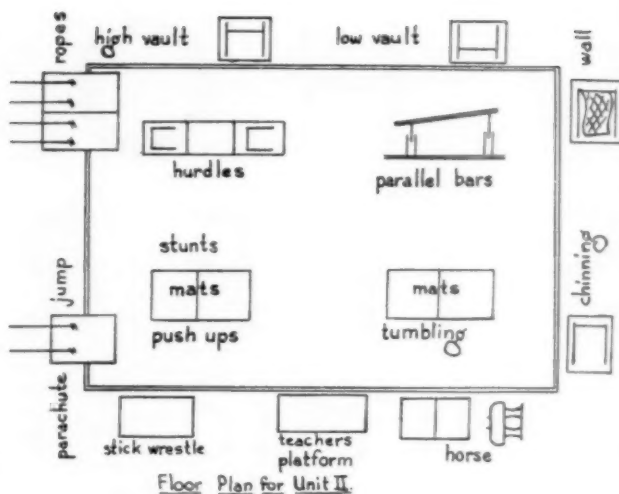 ropes
high vault
low vault
wall
hurdles
parallel bars
stunts
mats
push ups
mats
tumbling
chinning
jump
parachute
stick wrestle
teachers
platform
horse
Floor Plan for Unit II.